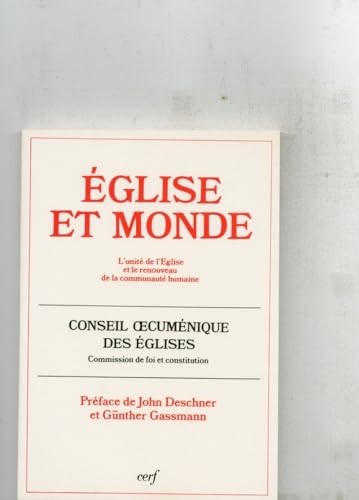 ÉGLISE
ET MONDE
L'unité de l'Eglise
et le renouveau
de la communauté humaine
CONSEIL ŒCUMÉNIQUE
DES ÉGLISES
Commission de foi et constitution
Préface de John Deschner
et Günther Gassmann
cerf